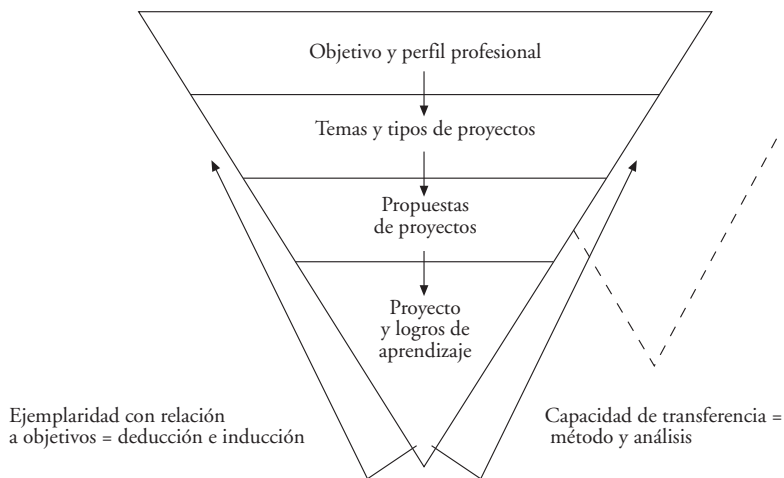 Objetivo y perfil profesional
Temas y tipos de proyectos
Propuestas
de proyectos
Proyecto
y logros de
aprendizaje
Ejemplaridad con relación
a objetivos = deducción e inducción
Capacidad de transferencia =
método y análisis